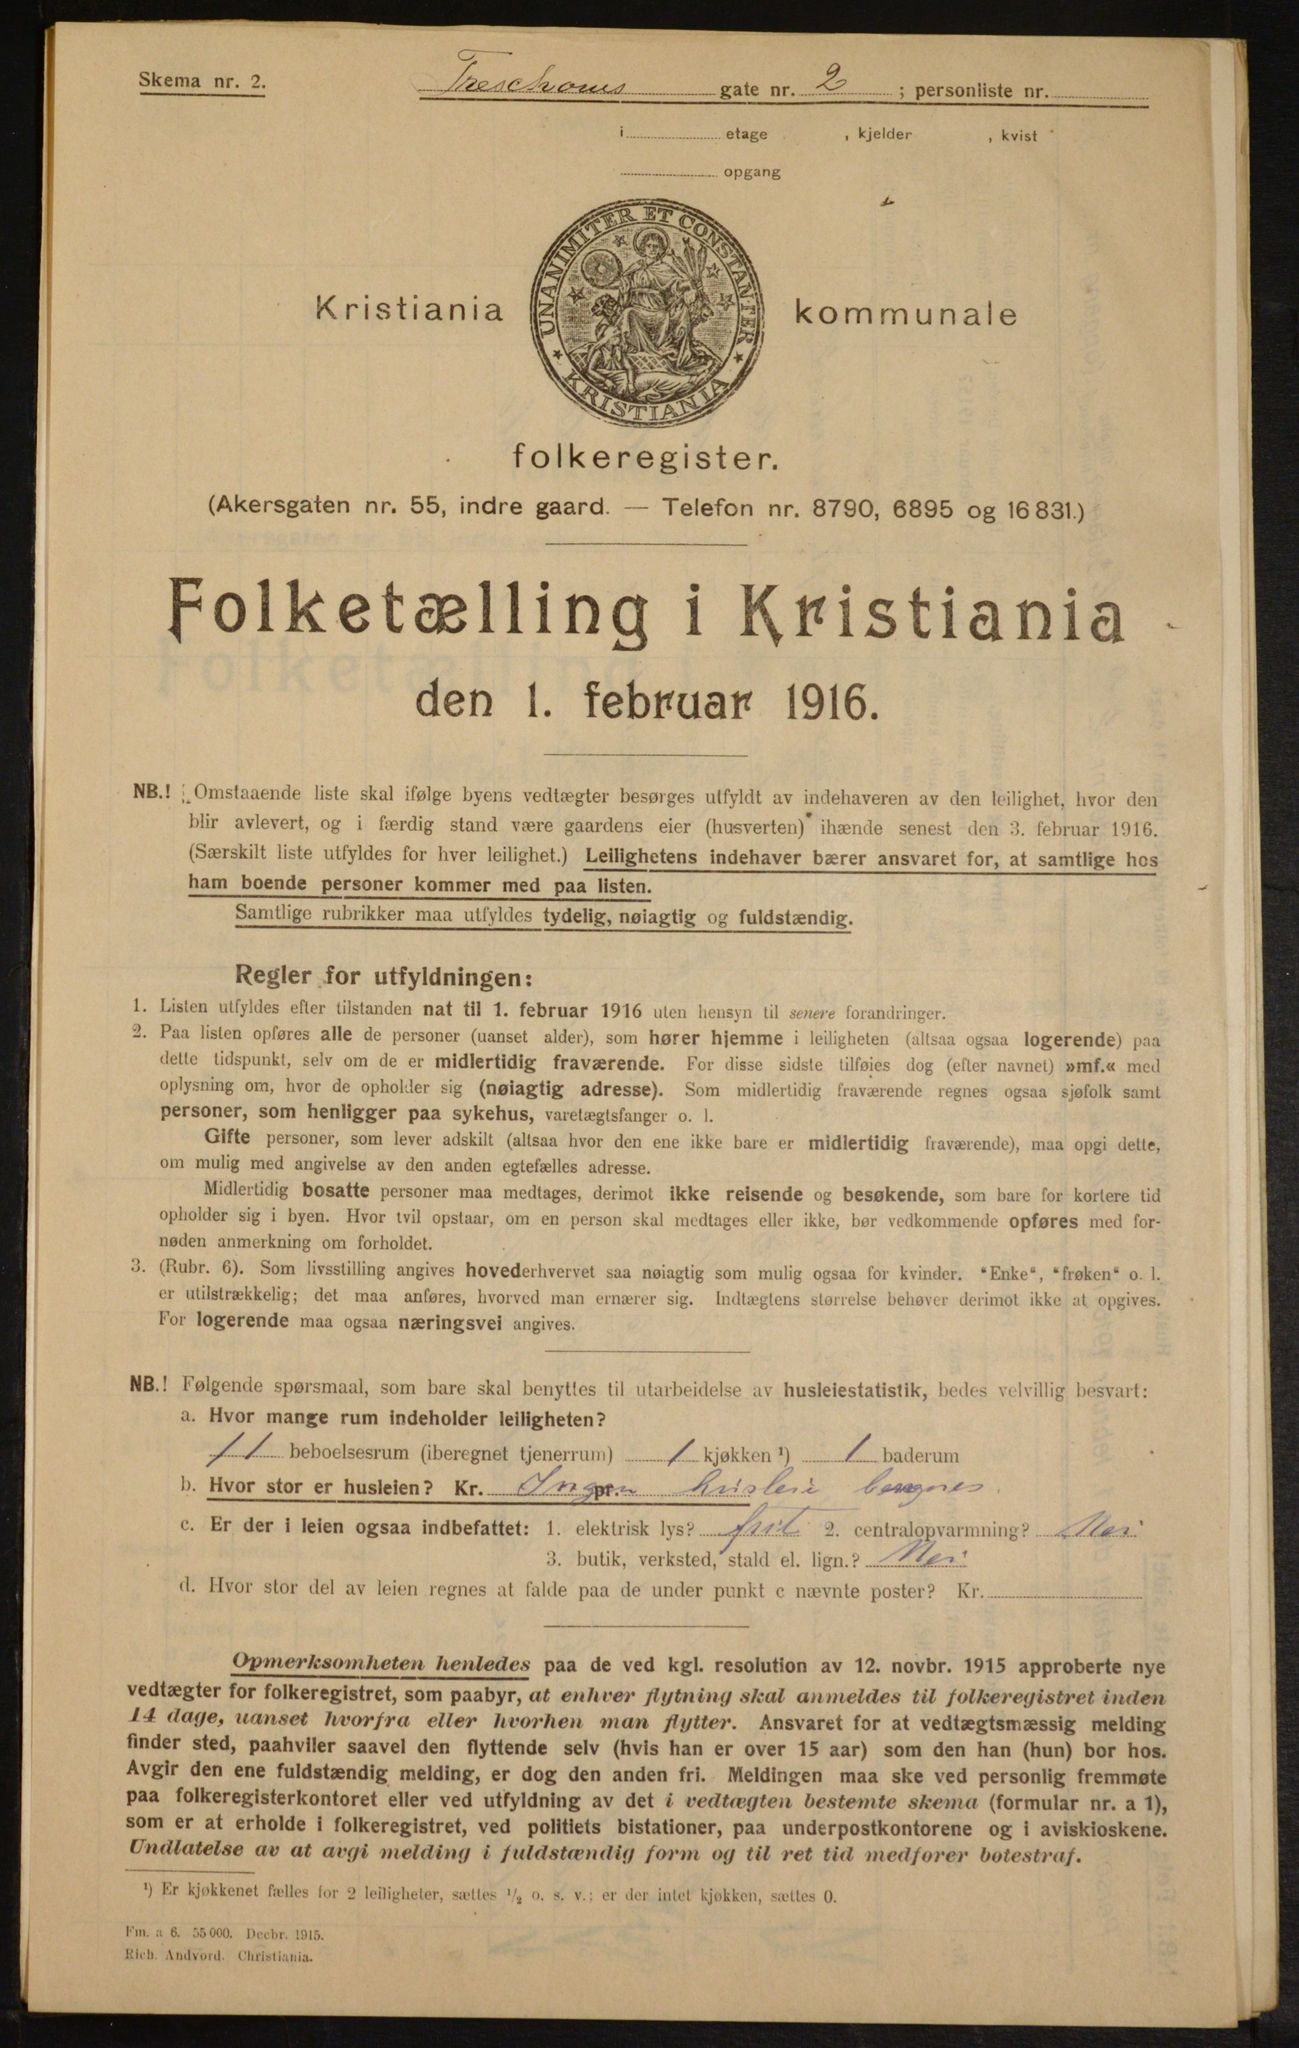 Skema nr. 2.
Treschows gate nr. 2 ; personliste nr.
i etage , kjelder , kvist
opgang
UNANIMITER ET CONSTANTER
KRISTIANIA
Kristiania kommunale
folkeregister.
(Akersgaten nr. 55, indre gaard. — Telefon nr. 8790, 6895 og 16 831.)
Folketælling i Kristiania
den 1. februar 1916.
NB.! Omstaaende liste skal ifølge byens vedtægter besørges utfyldt av indehaveren av den leilighet, hvor den
blir avlevert, og i færdig stand være gaardens eier (husverten) ihænde senest den 3. februar 1916.
(Særskilt liste utfyldes for hver leilighet.) Leilighetens indehaver bærer ansvaret for, at samtlige hos
ham boende personer kommer med paa listen.
Samtlige rubrikker maa utfyldes tydelig, nøiagtig og fuldstændig.
Regler for utfyldningen:
1. Listen utfyldes efter tilstanden nat til 1. februar 1916 uten hensyn til senere forandringer.
2. Paa listen opføres alle de personer (uanset alder), som hører hjemme i leiligheten (altsaa ogsaa logerende) paa
dette tidspunkt, selv om de er midlertidig fraværende. For disse sidste tilføies dog (efter navnet) »mf.« med
oplysning om, hvor de opholder sig (nøiagtig adresse). Som midlertidig fraværende regnes ogsaa sjøfolk samt
personer, som henligger paa sykehus, varetægtsfanger o. l.
Gifte personer, som lever adskilt (altsaa hvor den ene ikke bare er midlertidig fraværende), maa opgi dette,
om mulig med angivelse av den anden egtefælles adresse.
Midlertidig bosatte personer maa medtages, derimot ikke reisende og besøkende, som bare for kortere tid
opholder sig i byen. Hvor tvil opstaar, om en person skal medtages eller ikke, bør vedkommende opføres med for-
nøden anmerkning om forholdet.
3. (Rubr. 6). Som livsstilling angives hovederhvervet saa nøiagtig som mulig ogsaa for kvinder. "Enke", "frøken" o. l.
er utilstrækkelig; det maa anføres, hvorved man ernærer sig. Indtægtens størrelse behøver derimot ikke at opgives.
For logerende maa ogsaa næringsvei angives.
NB.! Følgende spørsmaal, som bare skal benyttes til utarbeidelse av husleiestatistik, bedes velvillig besvart:
a. Hvor mange rum indeholder leiligheten?
11 beboelsesrum (iberegnet tjenerrum) 1 kjøkken ¹) 1 baderum
b. Hvor stor er husleien? Kr. Ingen pr. husleie beregnes.
c. Er der i leien ogsaa indbefattet: 1. elektrisk lys? frit 2. centralopvarmning? Nei
3. butik, verksted, stald el. lign.? Nei
d. Hvor stor del av leien regnes at falde paa de under punkt c nævnte poster? Kr.
Opmerksomheten henledes paa de ved kgl. resolution av 12. novbr. 1915 approberte nye
vedtægter for folkeregistret, som paabyr, at enhver flytning skal anmeldes til folkeregistret inden
14 dage, uanset hvorfra eller hvorhen man flytter. Ansvaret for at vedtægtsmæssig melding
finder sted, paahviler saavel den flyttende selv (hvis han er over 15 aar) som den han (hun) bor hos.
Avgir den ene fuldstændig melding, er dog den anden fri. Meldingen maa ske ved personlig fremmøte
paa folkeregisterkontoret eller ved utfyldning av det i vedtægten bestemte skema (formular nr. a 1),
som er at erholde i folkeregistret, ved politiets bistationer, paa underpostkontorene og i aviskioskene.
Undlatelse av at avgi melding i fuldstændig form og til ret tid medfører bøtestraf.
¹) Er kjøkkenet fælles for 2 leiligheter, sættes ½ o. s. v.; er der intet kjøkken, sættes 0.
Fm. a 6. 55 000. Decbr. 1915.
Rich. Andvord. Christiania.